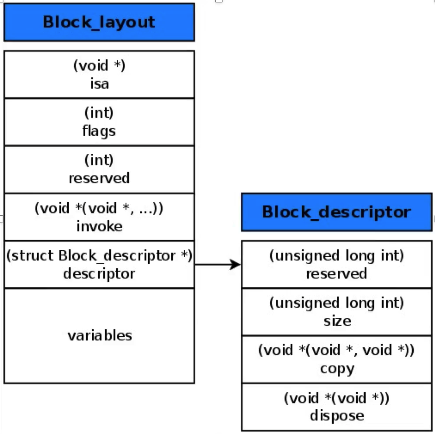 Block_layout
(void *)
isa
(int)
flags
(int)
reserved
(void *(void *, ...))
invoke
(struct Block_descriptor *)
descriptor
variables
Block_descriptor
(unsigned long int)
reserved
(unsigned long int)
size
(void *(void *, void *))
copy
(void *(void *))
dispose